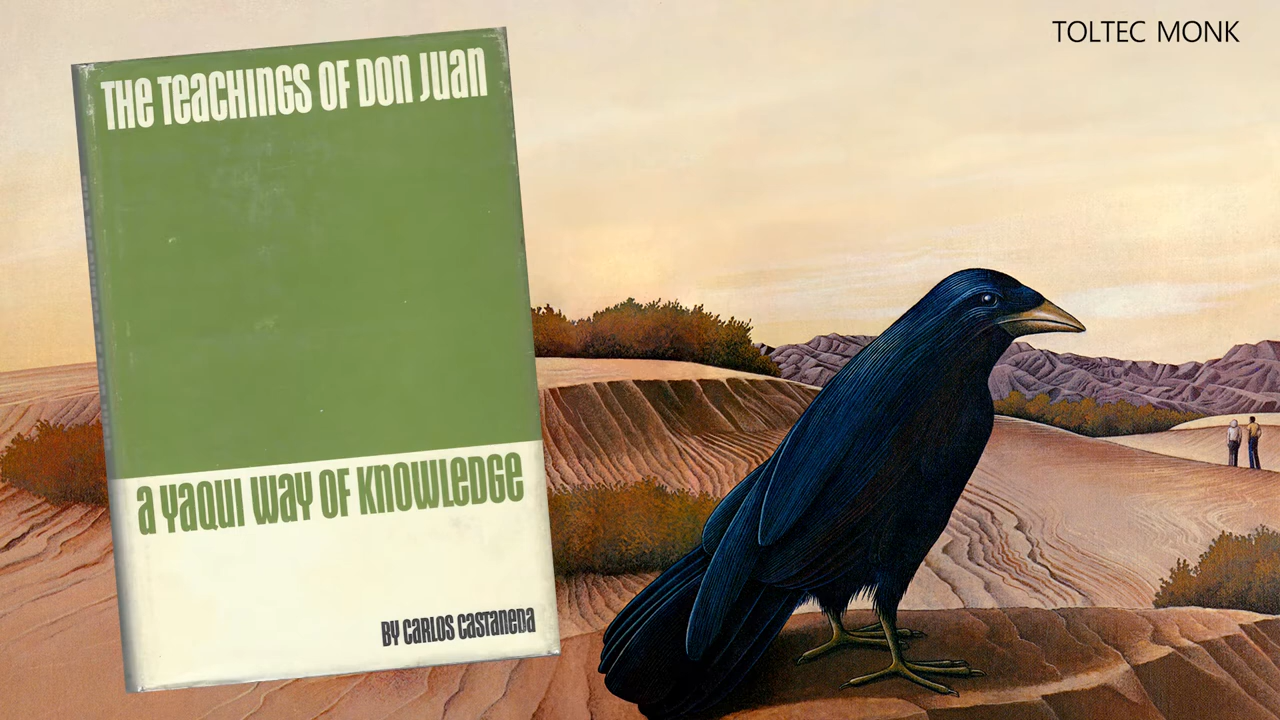 TOLTEC MONK
THE TEACHINGS OF DON JUAN
A YAQUI WAY OF KNOWLEDGE
BY CARLOS CASTANEDA